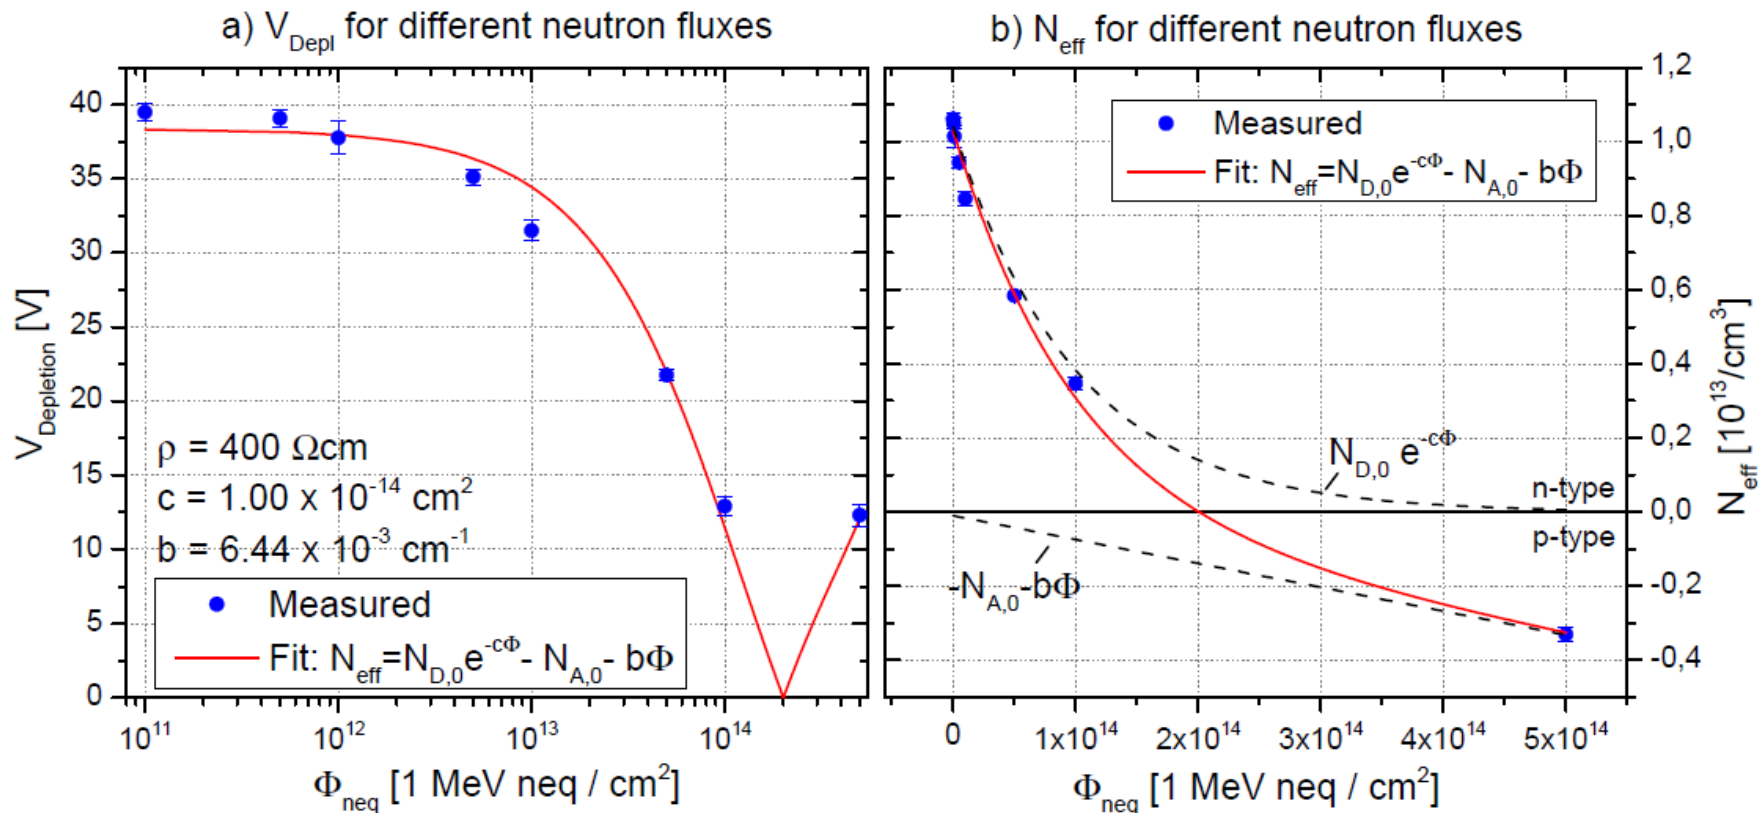 a) V_Depl for different neutron fluxes
V_Depletion [V]
40
35
30
25
20
15
10
5
0
ρ = 400 Ωcm
c = 1.00 x 10^-14 cm^2
b = 6.44 x 10^-3 cm^-1
Measured
Fit: N_eff=N_D,0 e^-cΦ- N_A,0- bΦ
10^11 10^12 10^13 10^14
Φ_neq [1 MeV neq / cm^2]
b) N_eff for different neutron fluxes
Measured
Fit: N_eff=N_D,0 e^-cΦ- N_A,0- bΦ
N_D,0 e^-cΦ
n-type
p-type
-N_A,0-bΦ
1,2
1,0
0,8
0,6
0,4
0,2
0,0
-0,2
-0,4
N_eff [10^13/cm^3]
0 1x10^14 2x10^14 3x10^14 4x10^14 5x10^14
Φ_neq [1 MeV neq / cm^2]